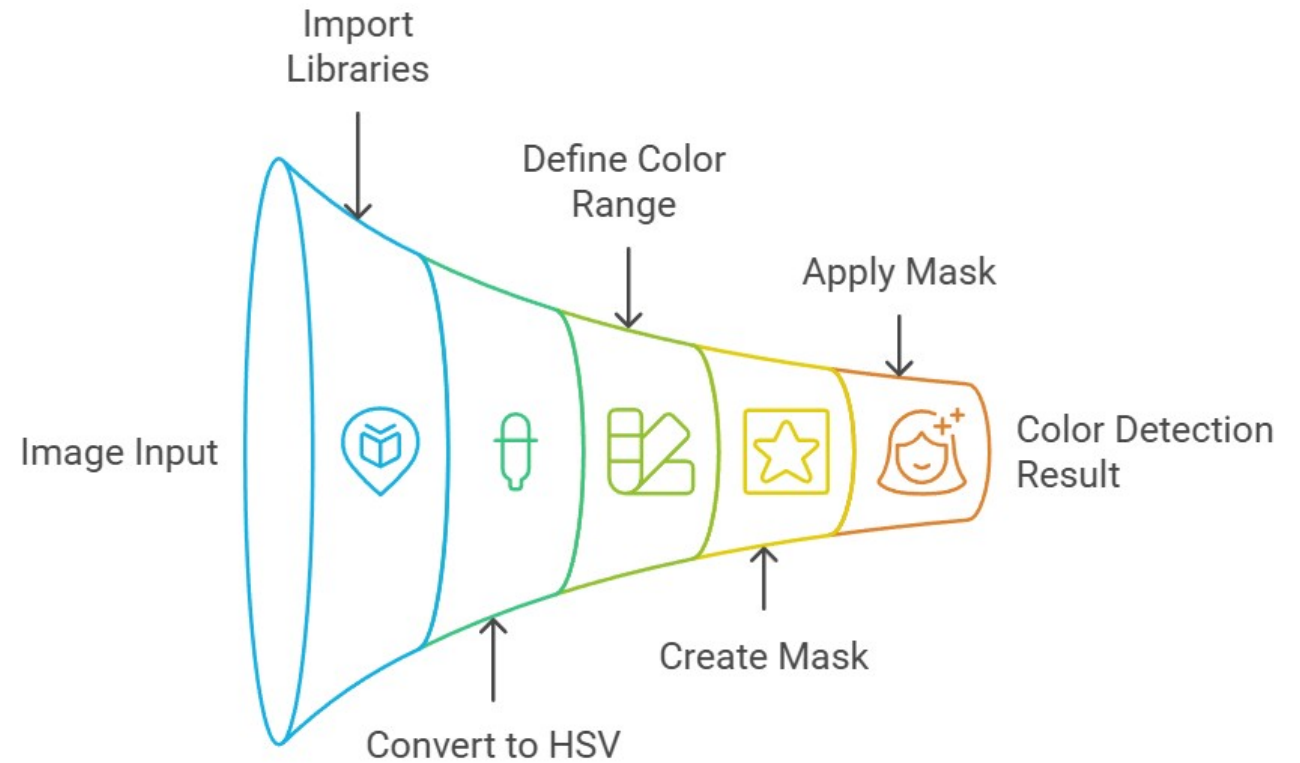 Import
Libraries
Define Color
Range
Apply Mask
Image Input
Color Detection
Result
Create Mask
Convert to HSV